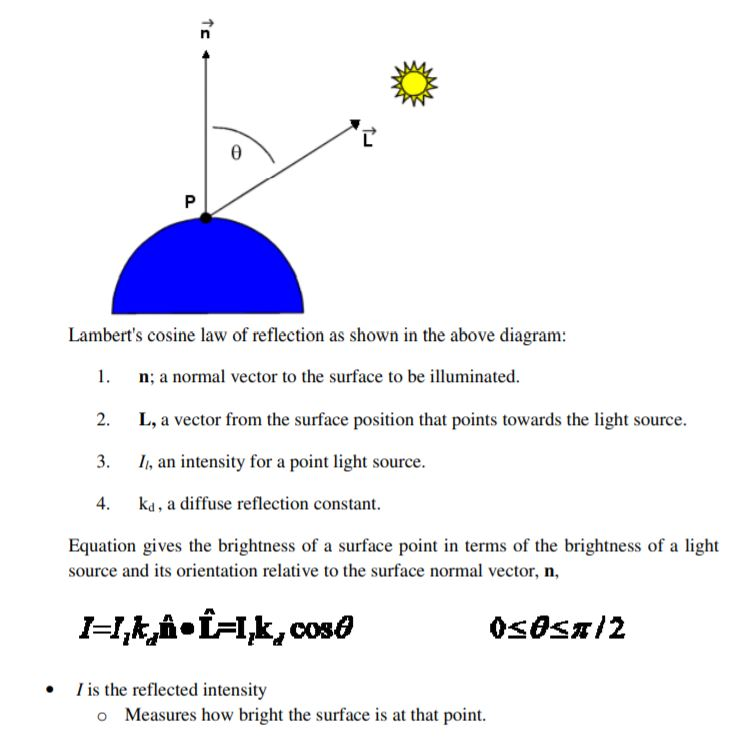 n
θ
L
P
Lambert's cosine law of reflection as shown in the above diagram:
1. n; a normal vector to the surface to be illuminated.
2. L, a vector from the surface position that points towards the light source.
3. Iₗ, an intensity for a point light source.
4. k_d , a diffuse reflection constant.
Equation gives the brightness of a surface point in terms of the brightness of a light
source and its orientation relative to the surface normal vector, n,
I=Iₗk_d n̂•L̂=Iₗk_d cosθ 0≤θ≤π/2
• I is the reflected intensity
o Measures how bright the surface is at that point.